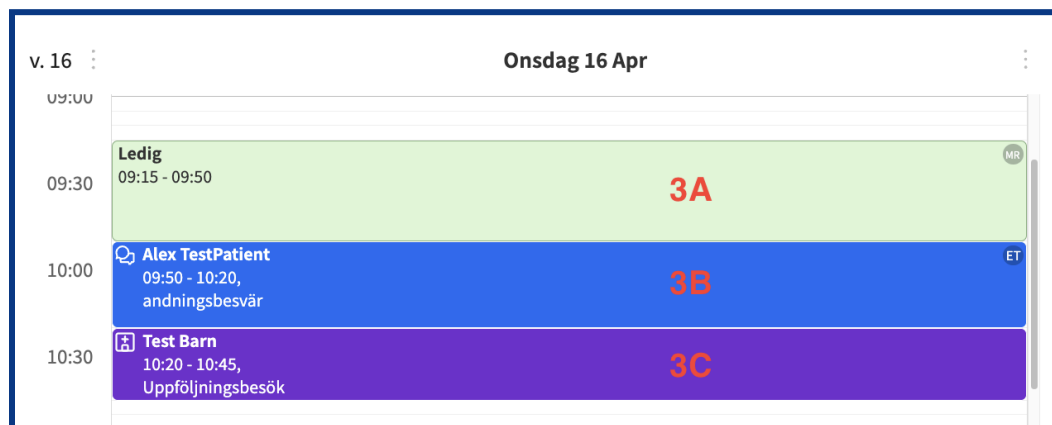 v. 16
Onsdag 16 Apr
09:00
Ledig
MR
09:15 - 09:50
09:30
3A
Alex TestPatient
ET
09:50 - 10:20,
10:00
andningsbesvär
3B
Test Barn
10:20 - 10:45,
10:30
Uppföljningsbesök
3C